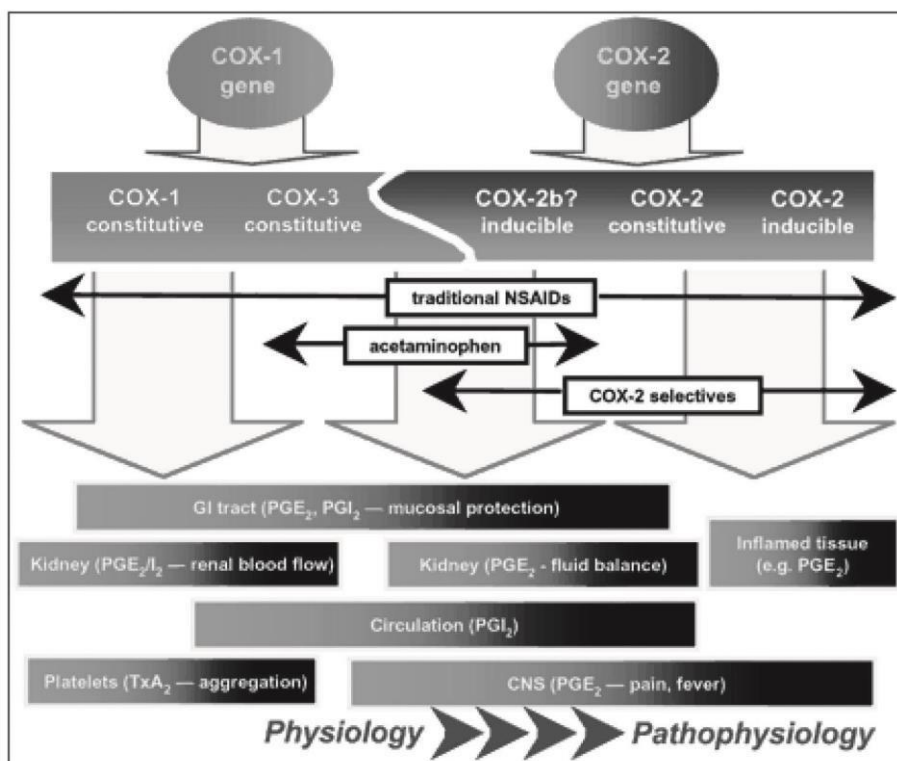 COX-1
gene
COX-2
gene
COX-1
constitutive
COX-3
constitutive
COX-2b?
inducible
COX-2
constitutive
COX-2
inducible
traditional NSAIDs
acetaminophen
COX-2 selectives
GI tract (PGE₂, PGI₂ — mucosal protection)
Kidney (PGE₂/I₂ — renal blood flow)
Kidney (PGE₂ - fluid balance)
Inflamed tissue
(e.g. PGE₂)
Circulation (PGI₂)
Platelets (TxA₂ — aggregation)
CNS (PGE₂ — pain, fever)
Physiology
Pathophysiology